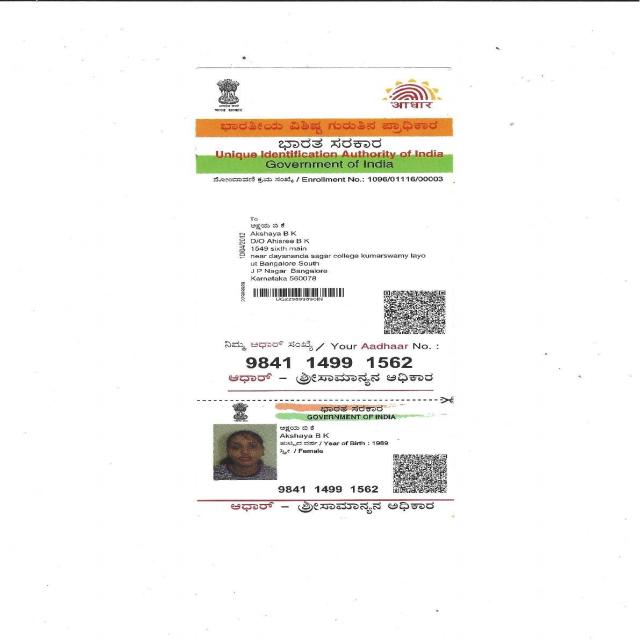 आधार
ಭಾರತೀಯ ವಿಶಿಷ್ಟ ಗುರುತಿನ ಪ್ರಾಧಿಕಾರ
ಭಾರತ ಸರಕಾರ
Unique Identification Authority of India
Government of India
ನೋಂದಾವಣೆ ಕ್ರಮ ಸಂಖ್ಯೆ / Enrollment No.: 1096/01116/00003
To
ಅಕ್ಷಯ ಬಿ ಕೆ
Akshaya B K
D/O Ahisree B K
1549 sixth main
near dayananda sagar college kumarswamy layo
ut Bangalore South
J P Nagar Bangalore
Karnataka 560078
ನಿಮ್ಮ ಆಧಾರ್ ಸಂಖ್ಯೆ / Your Aadhaar No. :
9841 1499 1562
ಆಧಾರ್ – ಶ್ರೀಸಾಮಾನ್ಯನ ಅಧಿಕಾರ
ಭಾರತ ಸರಕಾರ
GOVERNMENT OF INDIA
ಅಕ್ಷಯ ಬಿ ಕೆ
Akshaya B K
ಹುಟ್ಟಿದ ವರ್ಷ / Year of Birth : 1989
ಸ್ತ್ರೀ / Female
9841 1499 1562
ಆಧಾರ್ – ಶ್ರೀಸಾಮಾನ್ಯನ ಅಧಿಕಾರ